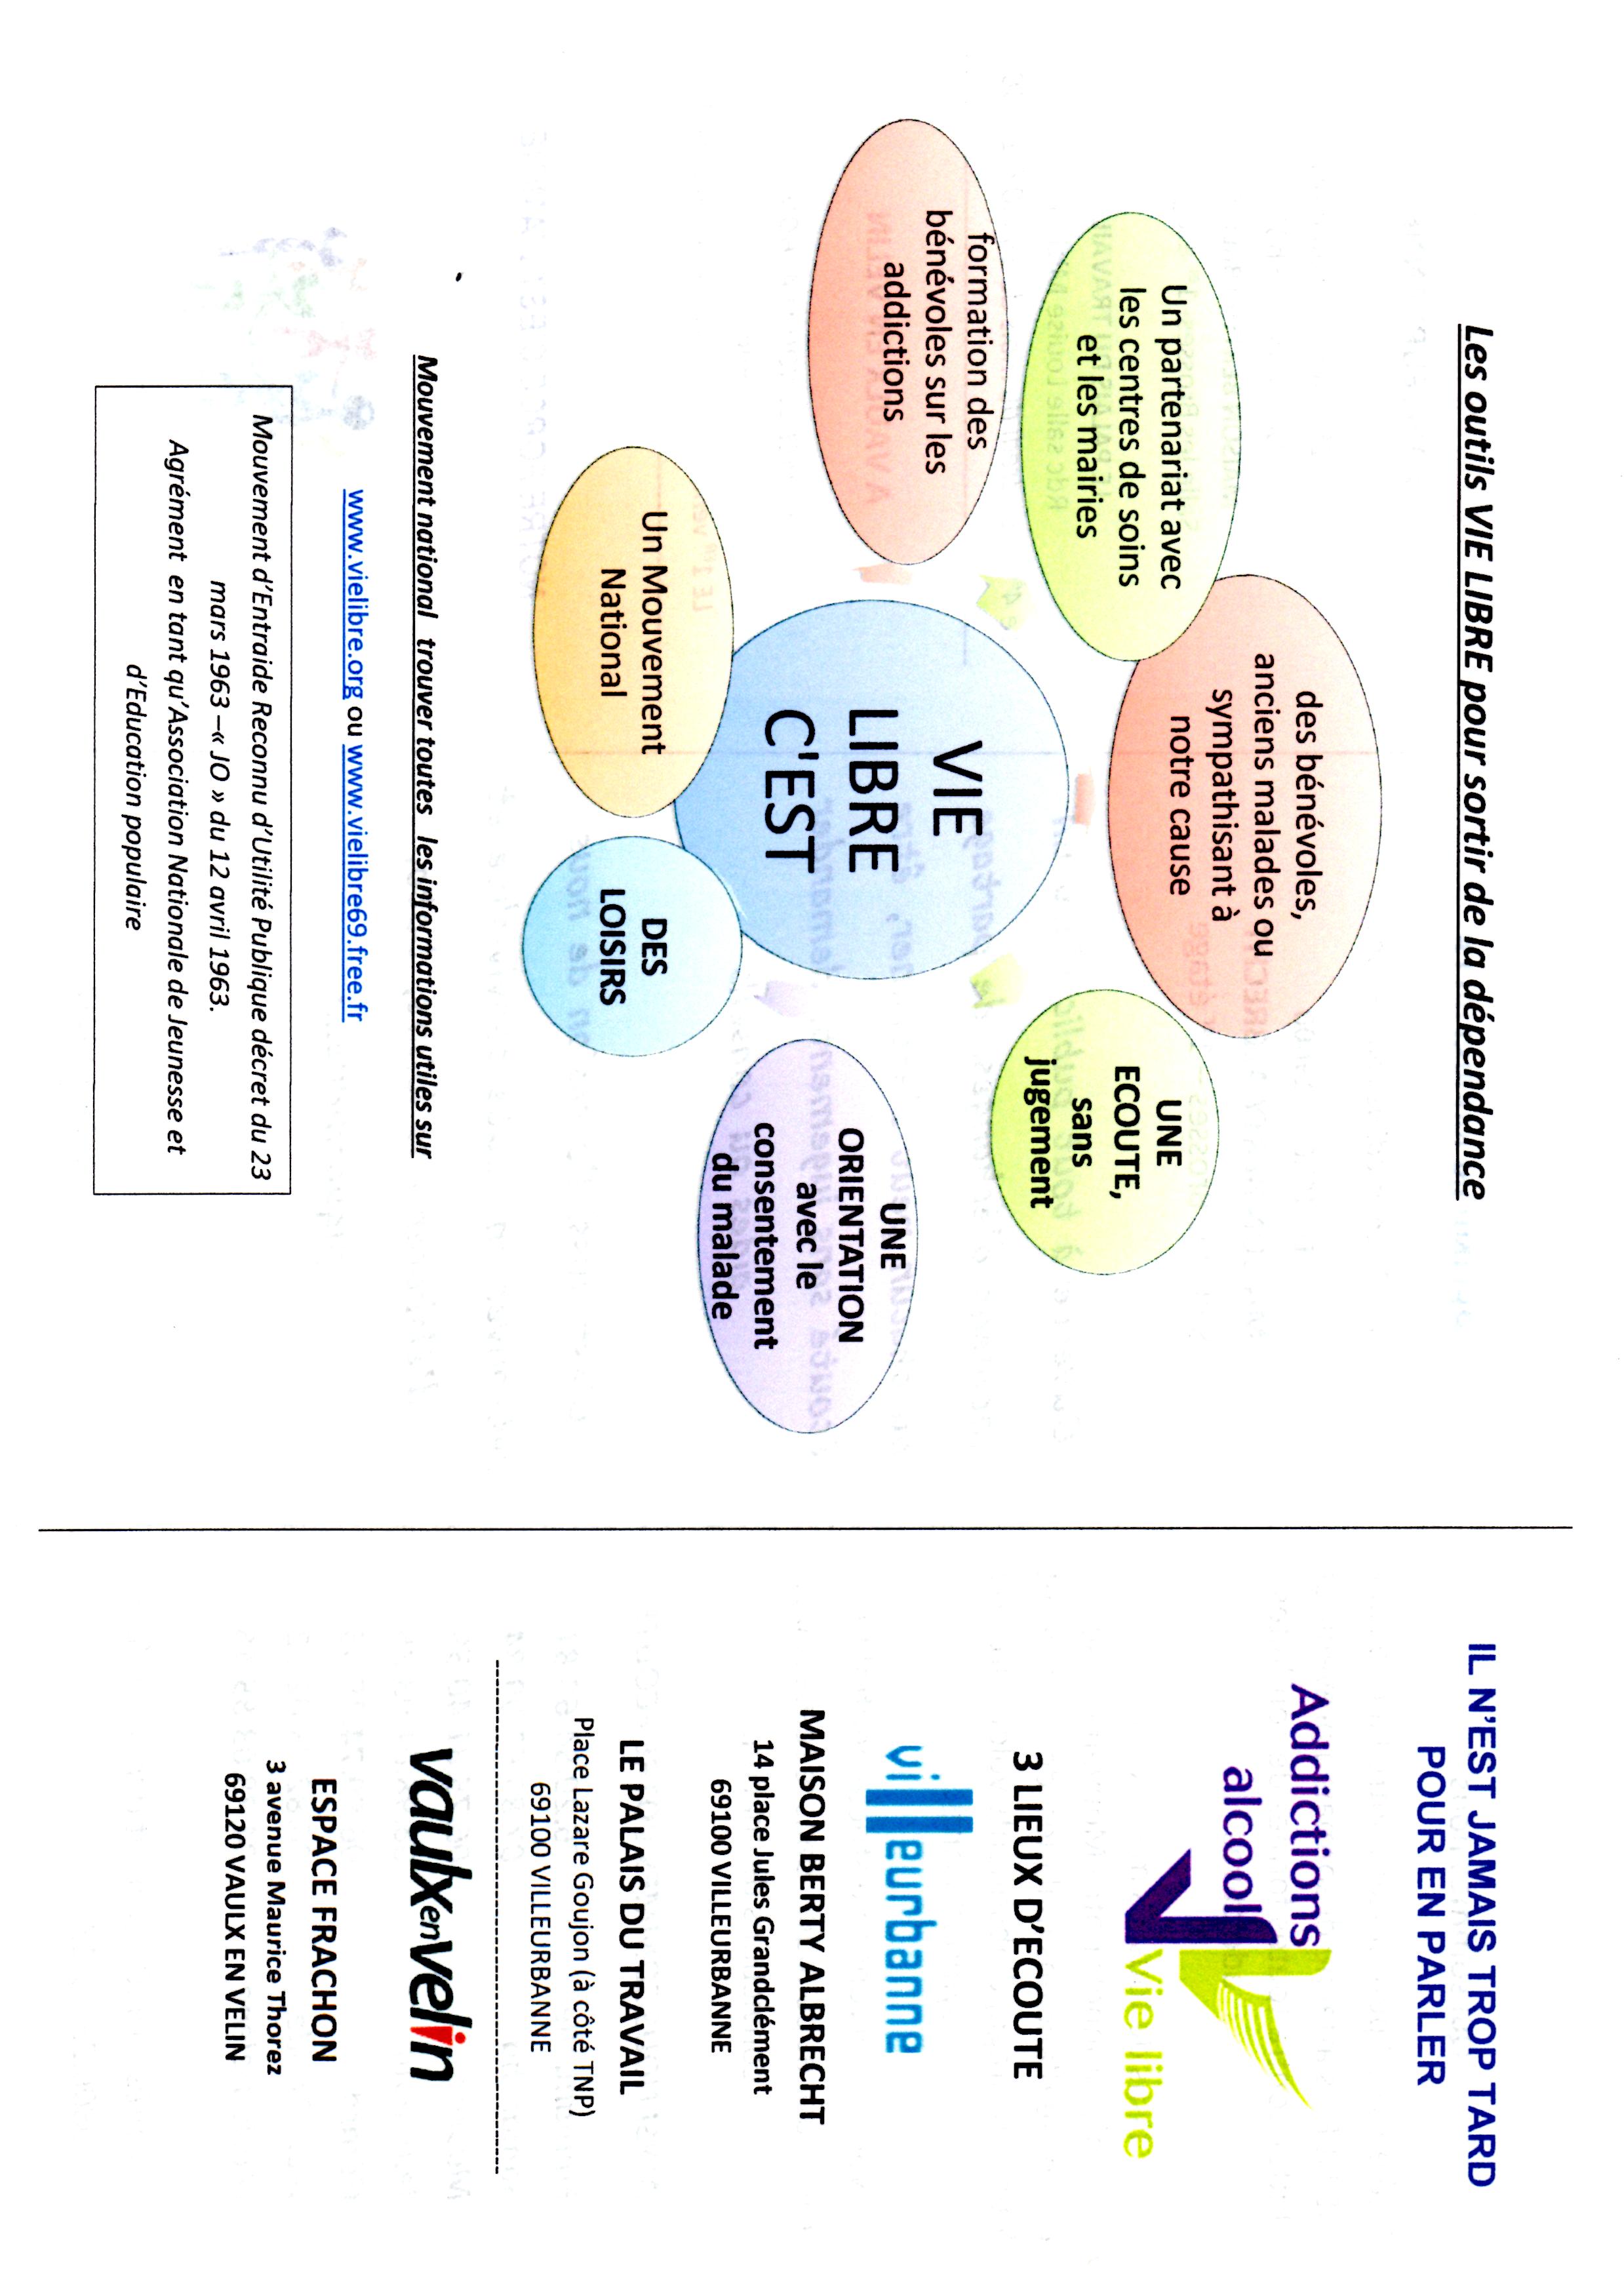 Les outils VIE LIBRE pour sortir de la dépendance
des bénévoles,
anciens malades ou
sympathisant à
notre cause
Un partenariat avec
les centres de soins
et les mairies
UNE
ECOUTE,
sans
jugement
formation des
bénévoles sur les
addictions
VIE
LIBRE
C'EST
UNE
ORIENTATION
avec le
consentement
du malade
Un Mouvement
National
DES
LOISIRS
Mouvement national trouver toutes les informations utiles sur
www.vielibre.org ou www.vielibre69.free.fr
Mouvement d'Entraide Reconnu d'Utilité Publique décret du 23
mars 1963 –« JO » du 12 avril 1963.
Agrément en tant qu'Association Nationale de Jeunesse et
d'Education populaire
IL N'EST JAMAIS TROP TARD
POUR EN PARLER
Addictions
alcool
Vie libre
3 LIEUX D'ECOUTE
villeurbanne
MAISON BERTY ALBRECHT
14 place Jules Grandclément
69100 VILLEURBANNE
LE PALAIS DU TRAVAIL
Place Lazare Goujon (à côté TNP)
69100 VILLEURBANNE
vaulx en velin
ESPACE FRACHON
3 avenue Maurice Thorez
69120 VAULX EN VELIN